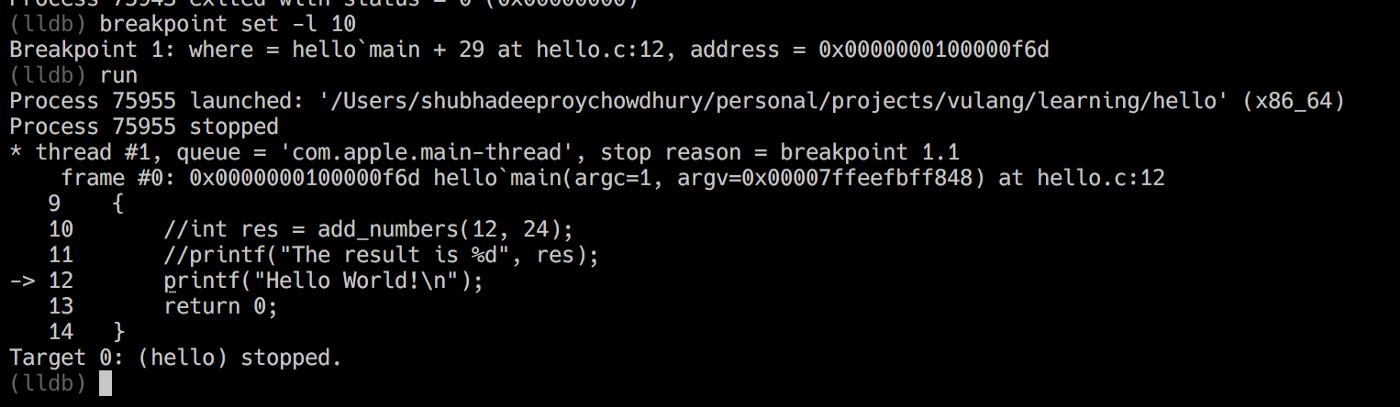 Process 75943 exited with status = 0 (0x00000000)
(lldb) breakpoint set -l 10
Breakpoint 1: where = hello`main + 29 at hello.c:12, address = 0x0000000100000f6d
(lldb) run
Process 75955 launched: '/Users/shubhadeeproychowdhury/personal/projects/vulang/learning/hello' (x86_64)
Process 75955 stopped
* thread #1, queue = 'com.apple.main-thread', stop reason = breakpoint 1.1
    frame #0: 0x0000000100000f6d hello`main(argc=1, argv=0x00007ffeefbff848) at hello.c:12
   9    {
   10       //int res = add_numbers(12, 24);
   11       //printf("The result is %d", res);
-> 12       printf("Hello World!\n");
   13       return 0;
   14   }
Target 0: (hello) stopped.
(lldb)